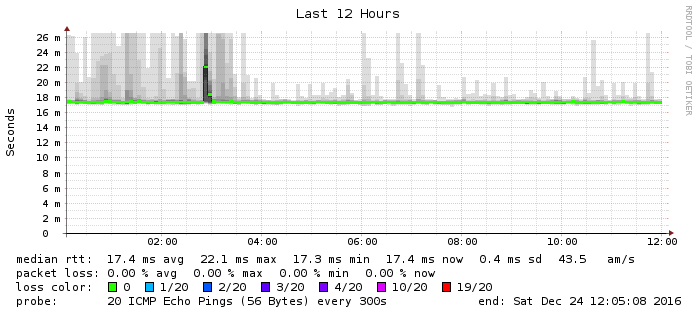 Last 12 Hours
RRDTOOL / TOBI OETIKER
Seconds
26 m
24 m
22 m
20 m
18 m
16 m
14 m
12 m
10 m
8 m
6 m
4 m
2 m
0
02:00 04:00 06:00 08:00 10:00 12:00
median rtt: 17.4 ms avg 22.1 ms max 17.3 ms min 17.4 ms now 0.4 ms sd 43.5 am/s
packet loss: 0.00 % avg 0.00 % max 0.00 % min 0.00 % now
loss color: 0 1/20 2/20 3/20 4/20 10/20 19/20
probe: 20 ICMP Echo Pings (56 Bytes) every 300s end: Sat Dec 24 12:05:08 2016